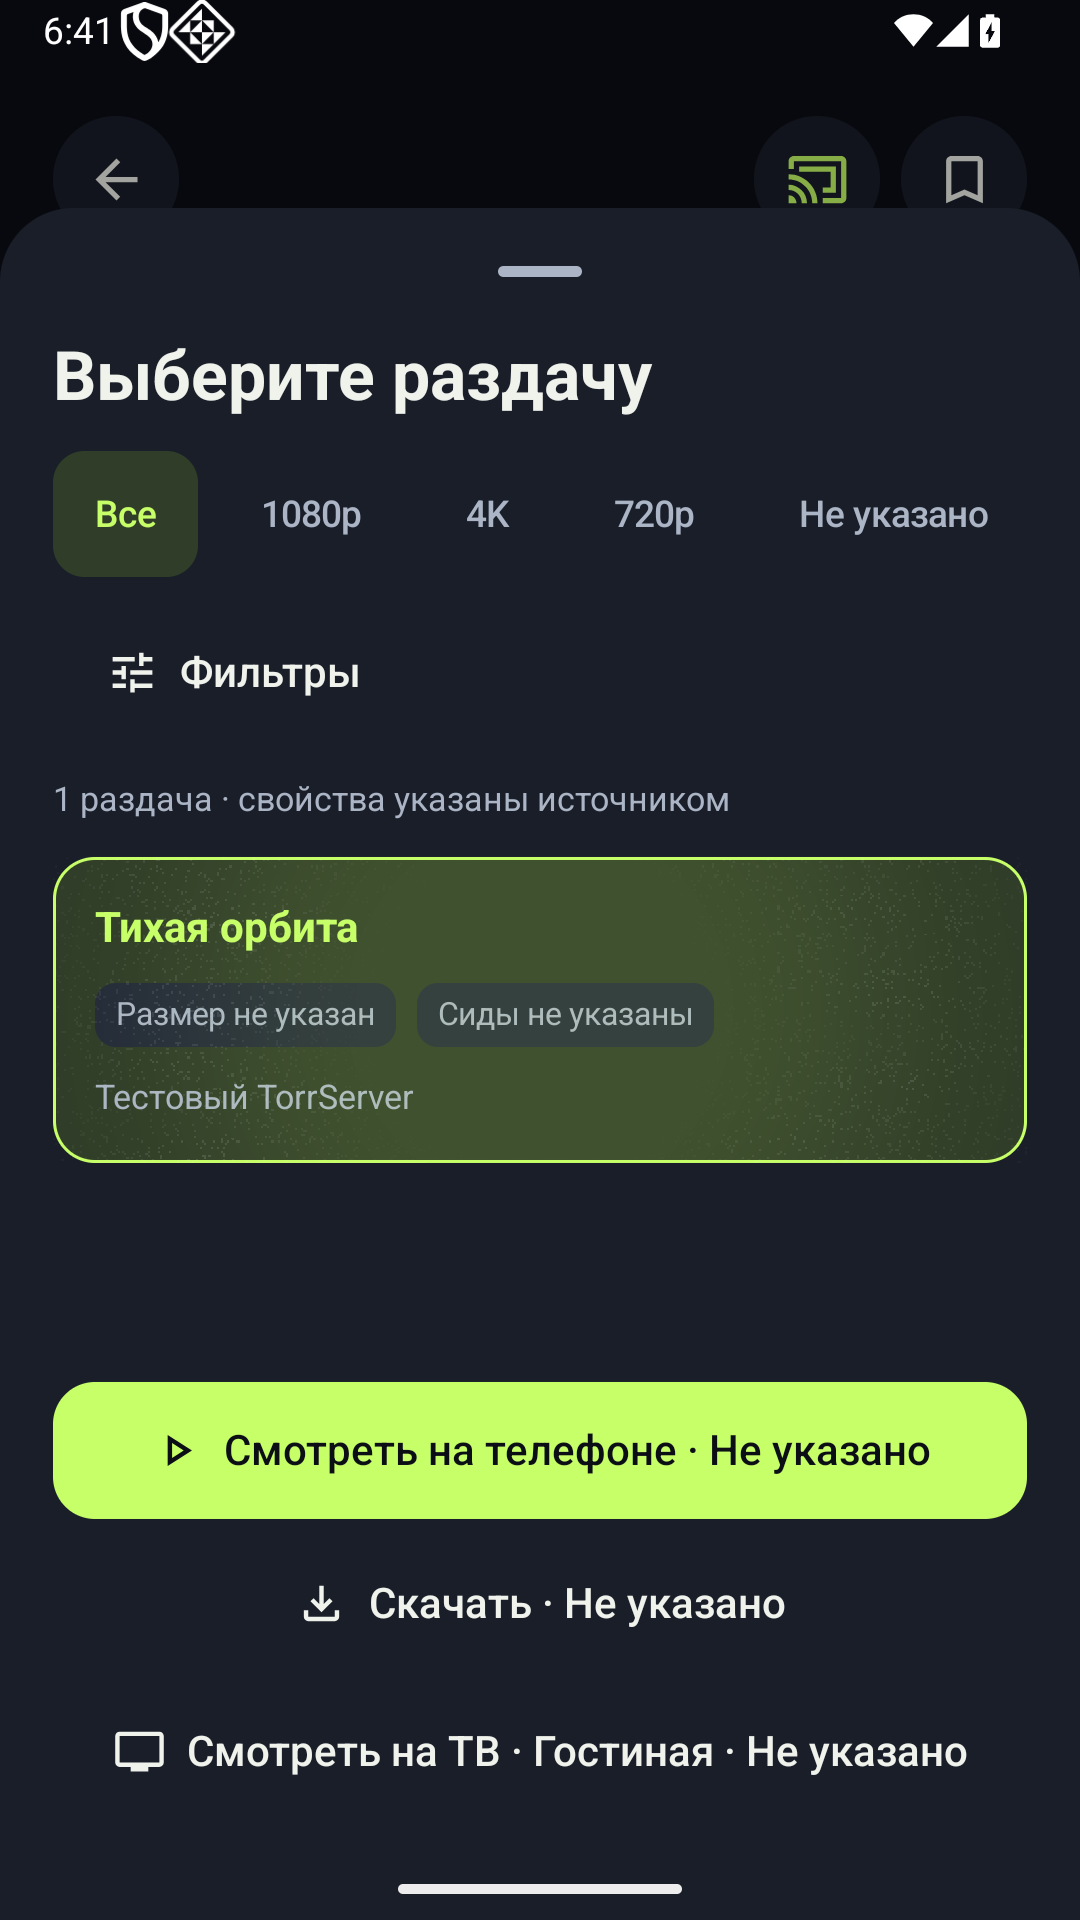 6:41
Выберите раздачу
Все 1080p 4K 720p Не указано
Фильтры
1 раздача · свойства указаны источником
Тихая орбита
Размер не указан Сиды не указаны
Тестовый TorrServer
Смотреть на телефоне · Не указано
Скачать · Не указано
Смотреть на ТВ · Гостиная · Не указано